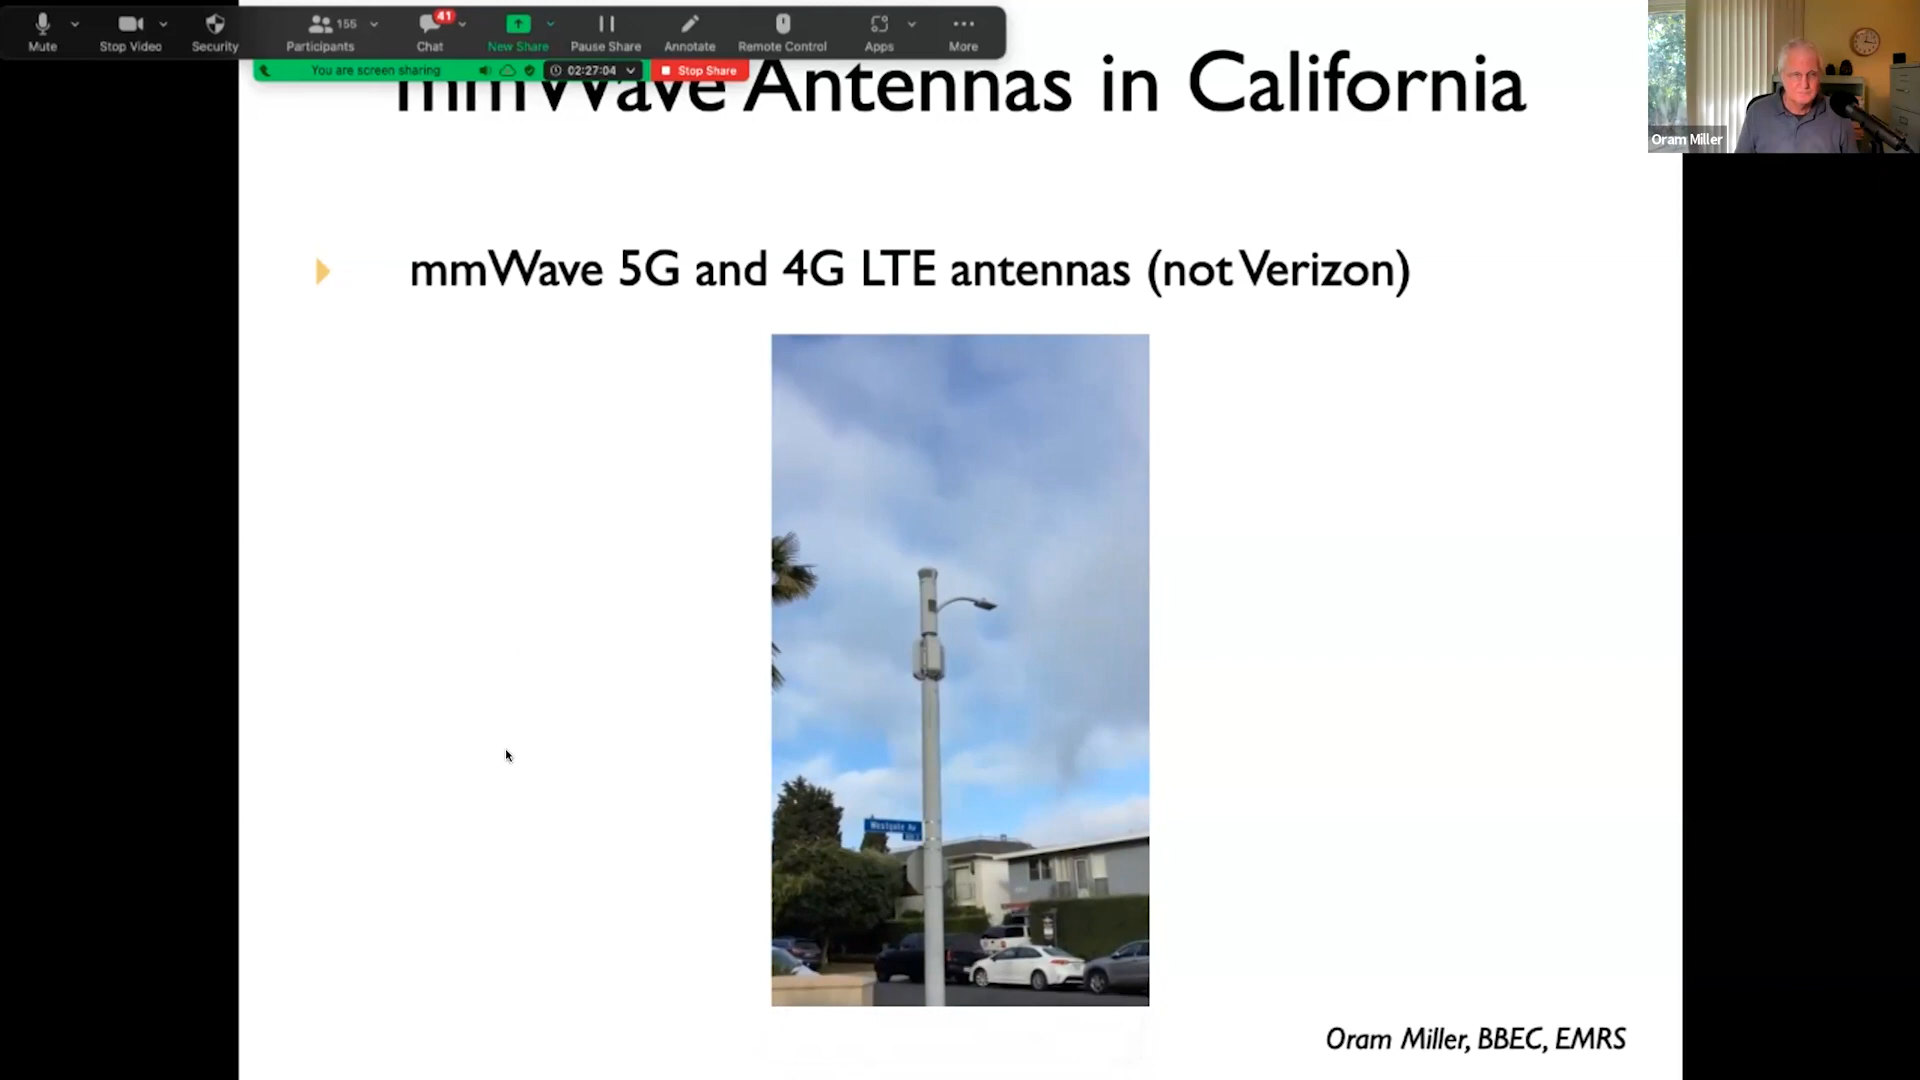 155
41
Mute
Stop Video
Security
Participants
Chat
New Share
Pause Share
Annotate
Remote Control
Apps
More
You are screen sharing
02:27:04
Stop Share
Oram Miller
mmWave Antennas in California
mmWave 5G and 4G LTE antennas (not Verizon)
Westgate Av
Oram Miller, BBEC, EMRS